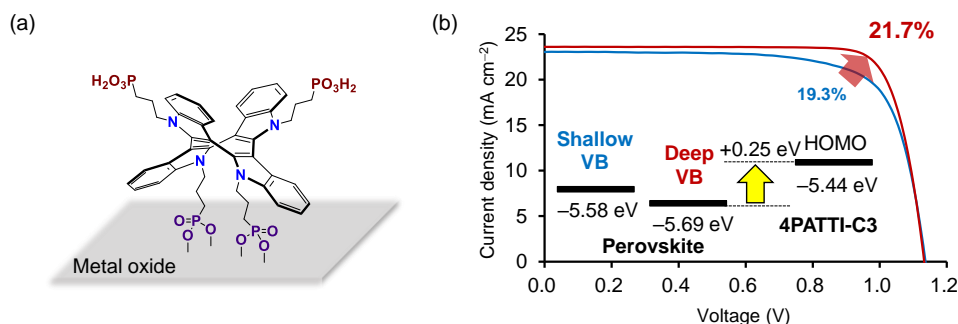 (a)
H₂O₃P
PO₃H₂
N
N
N
N
O P O
O O
P O
O O
Metal oxide
(b)
Current density (mA cm⁻²)
25
20
15
10
5
0
21.7%
19.3%
Shallow
VB
Deep
VB
+0.25 eV
HOMO
−5.58 eV
−5.69 eV
−5.44 eV
Perovskite
4PATTI-C3
0.0 0.2 0.4 0.6 0.8 1.0 1.2
Voltage (V)